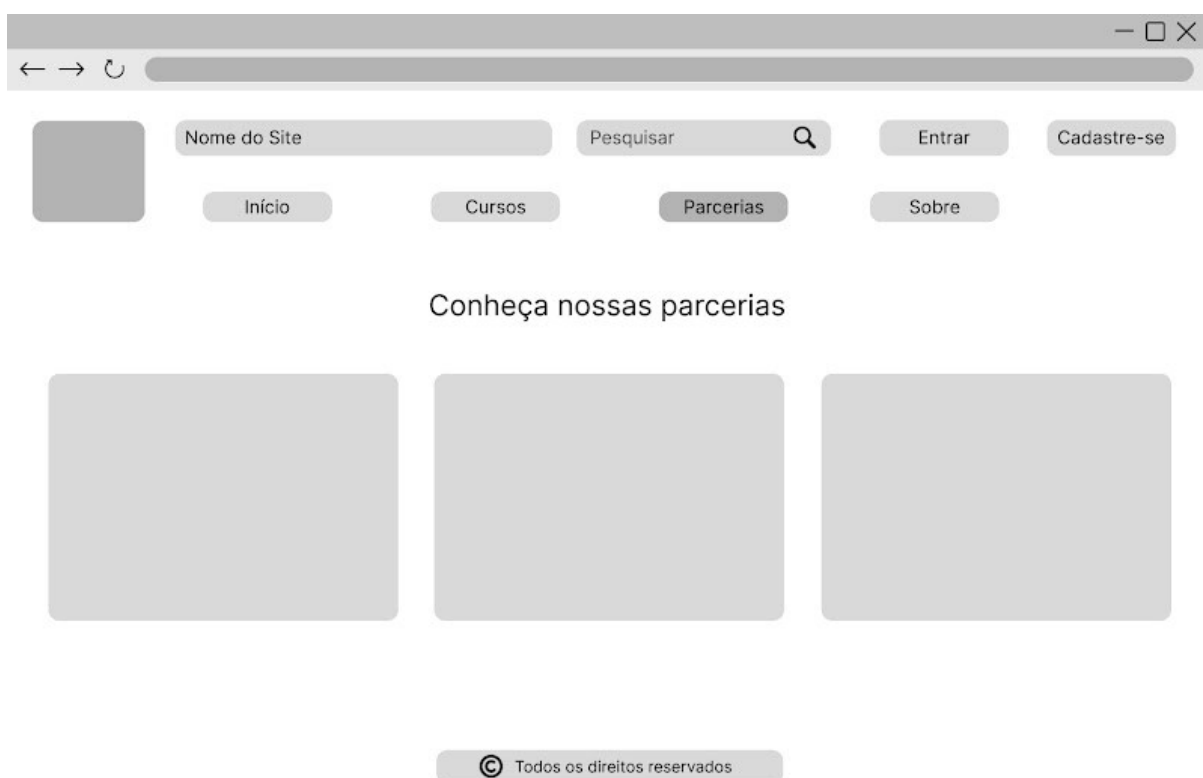 Nome do Site
Pesquisar
Entrar
Cadastre-se
Início
Cursos
Parcerias
Sobre
Conheça nossas parcerias
© Todos os direitos reservados